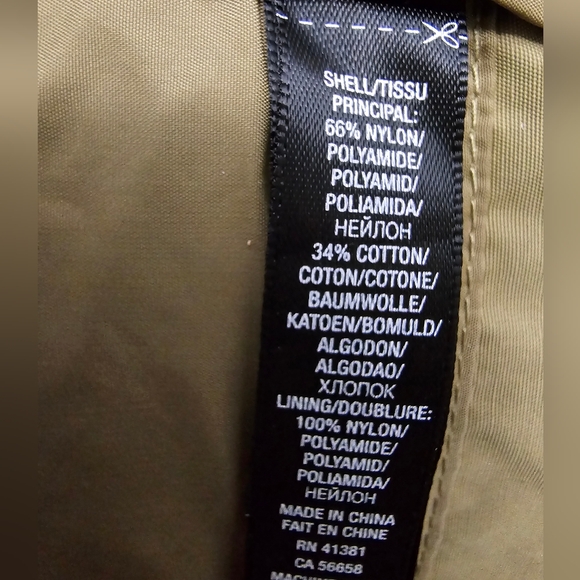 SHELL/TISSU
PRINCIPAL:
66% NYLON/
POLYAMIDE/
POLYAMID/
POLIAMIDA/
НЕЙЛОН
34% COTTON/
COTON/COTONE/
BAUMWOLLE/
KATOEN/BOMULD/
ALGODON/
ALGODAO/
ХЛОПОК
LINING/DOUBLURE:
100% NYLON/
POLYAMIDE/
POLYAMID/
POLIAMIDA/
НЕЙЛОН
MADE IN CHINA
FAIT EN CHINE
RN 41381
CA 56658